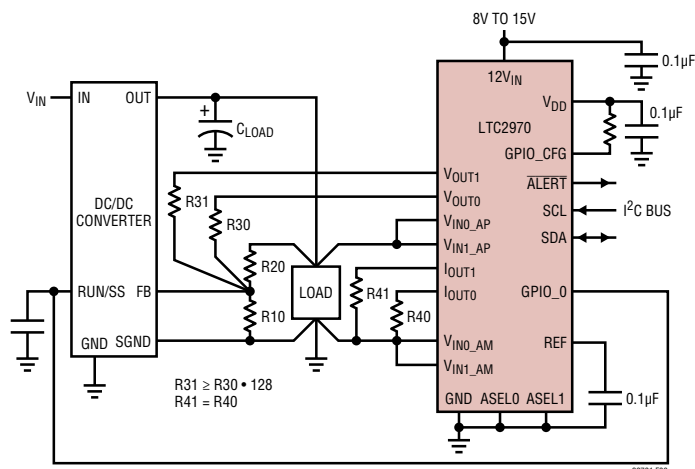 8V TO 15V
0.1µF
12VIN
VIN
IN
OUT
VDD
0.1µF
+
CLOAD
LTC2970
GPIO_CFG
VOUT1
ALERT
R31
VOUT0
DC/DC
CONVERTER
R30
SCL
I2C BUS
VIN0_AP
R20
VIN1_AP
SDA
LOAD
IOUT1
RUN/SS
FB
R41
IOUT0
GPIO_0
R10
R40
GND
SGND
VIN0_AM
REF
VIN1_AM
R31 ≥ R30 • 128
R41 = R40
0.1µF
GND
ASEL0
ASEL1